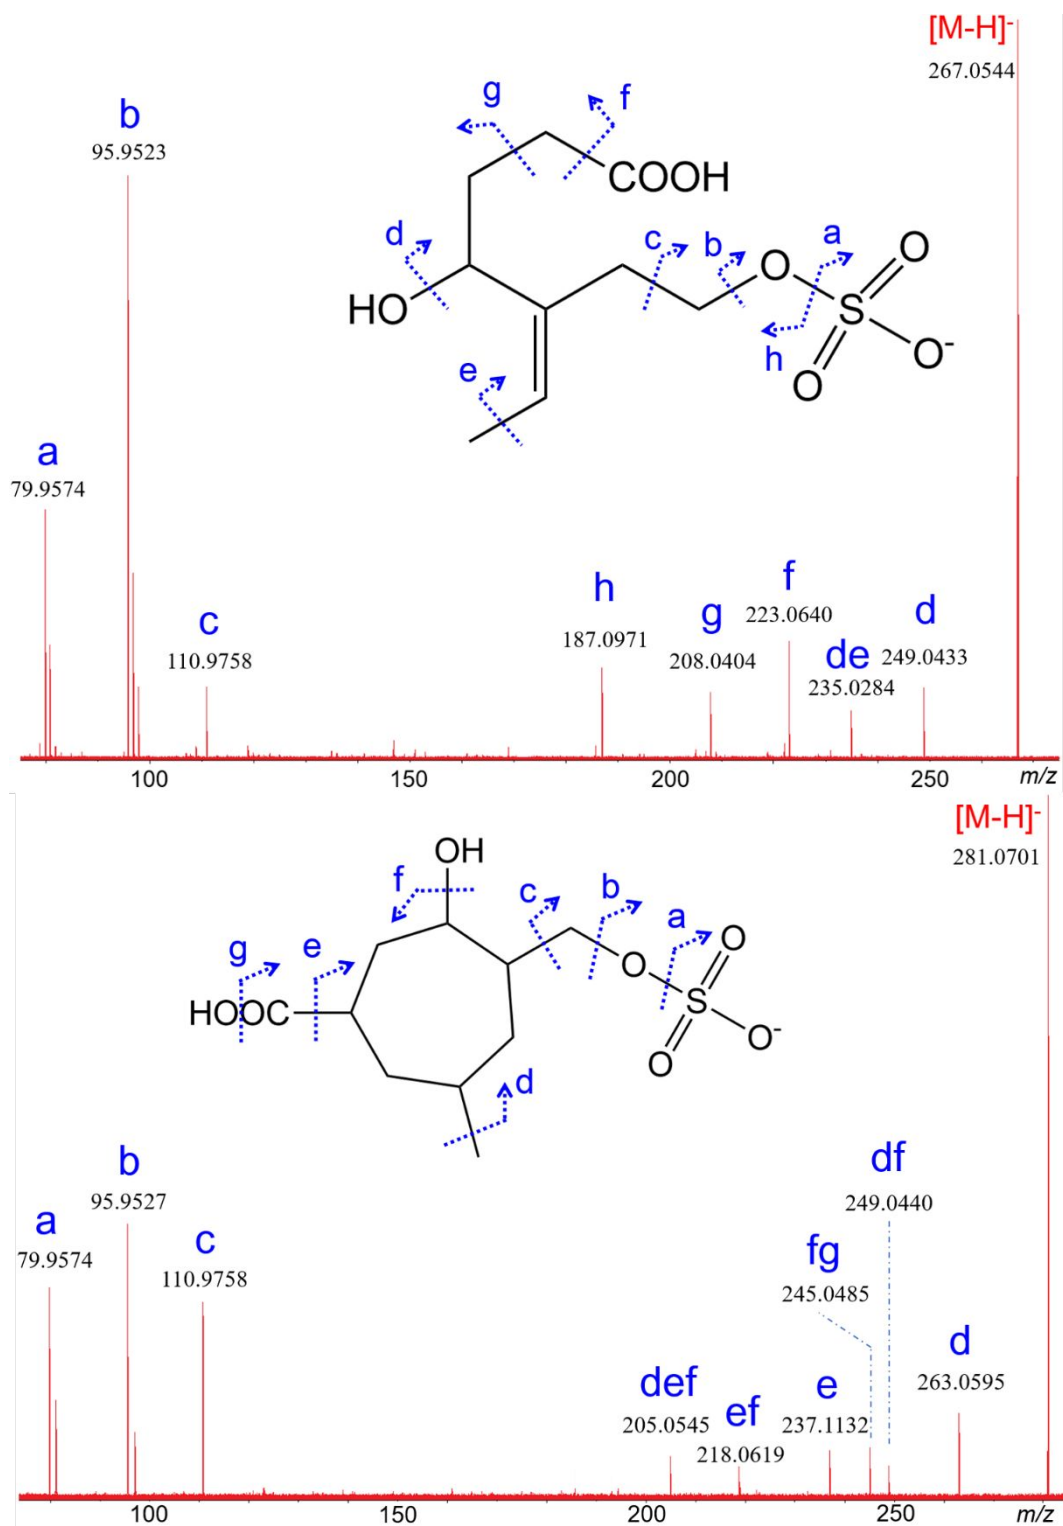 [M-H]-
267.0544
b
95.9523
g
f
COOH
d
c
b
a
O
O
HO
S
O-
h
O
e
a
79.9574
c
110.9758
h
187.0971
g
208.0404
f
223.0640
de
235.0284
d
249.0433
100
150
200
250
m/z
[M-H]-
281.0701
OH
f
c
b
a
O
g
e
O
HOOC
S
O-
O
d
b
95.9527
a
79.9574
c
110.9758
df
249.0440
fg
245.0485
d
263.0595
def
205.0545
ef
218.0619
e
237.1132
100
150
200
250
m/z